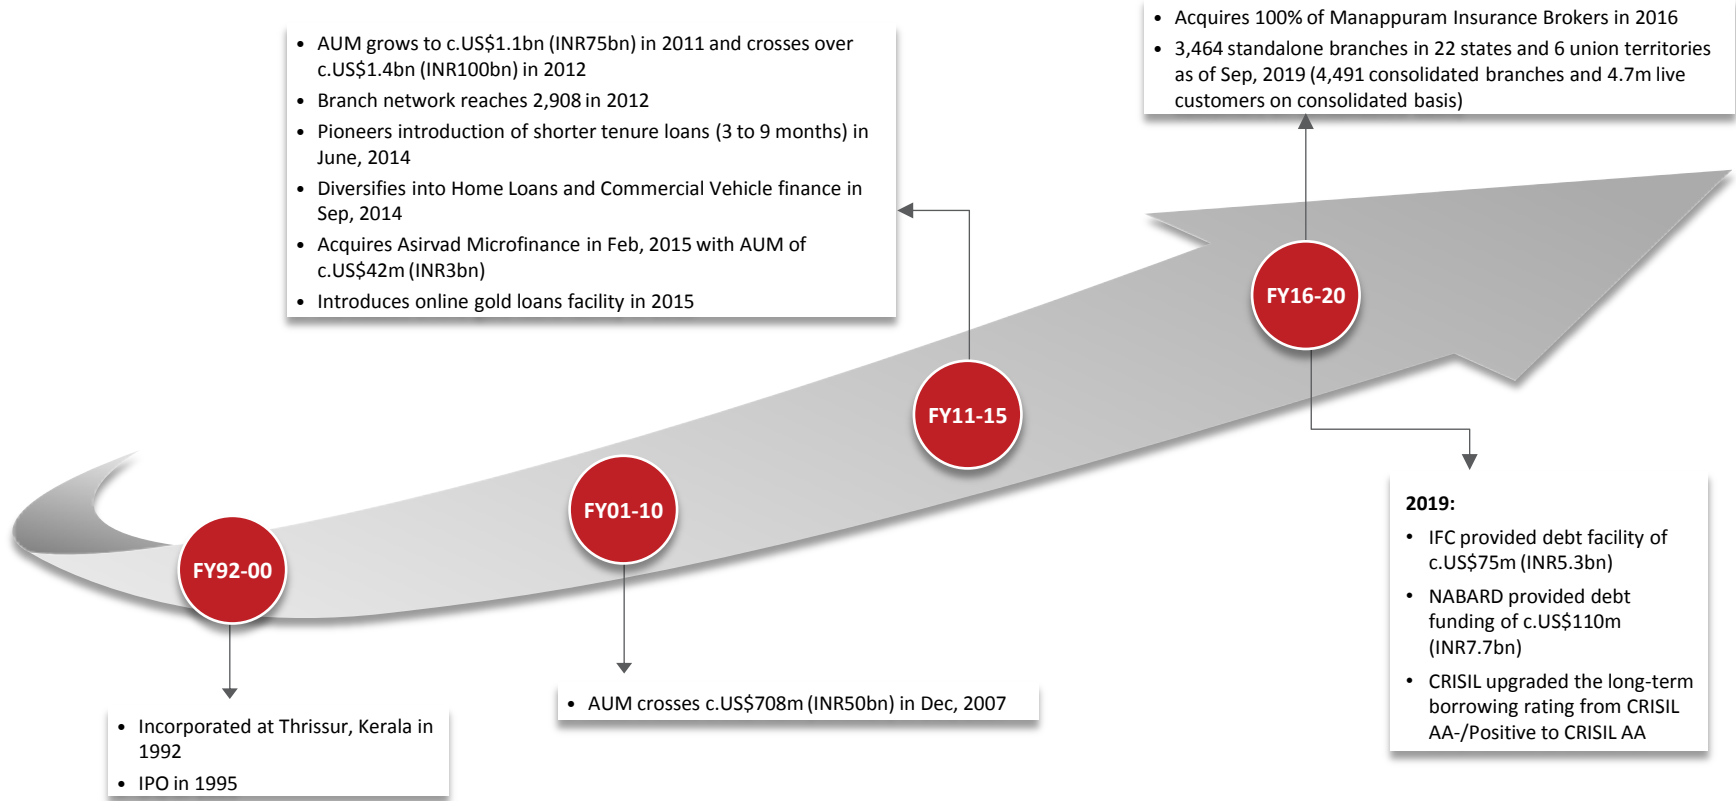 • AUM grows to c.US$1.1bn (INR75bn) in 2011 and crosses over
c.US$1.4bn (INR100bn) in 2012
• Branch network reaches 2,908 in 2012
• Pioneers introduction of shorter tenure loans (3 to 9 months) in
June, 2014
• Diversifies into Home Loans and Commercial Vehicle finance in
Sep, 2014
• Acquires Asirvad Microfinance in Feb, 2015 with AUM of
c.US$42m (INR3bn)
• Introduces online gold loans facility in 2015
• Acquires 100% of Manappuram Insurance Brokers in 2016
• 3,464 standalone branches in 22 states and 6 union territories
as of Sep, 2019 (4,491 consolidated branches and 4.7m live
customers on consolidated basis)
FY16-20
FY11-15
FY01-10
FY92-00
• Incorporated at Thrissur, Kerala in
1992
• IPO in 1995
• AUM crosses c.US$708m (INR50bn) in Dec, 2007
2019:
• IFC provided debt facility of
c.US$75m (INR5.3bn)
• NABARD provided debt
funding of c.US$110m
(INR7.7bn)
• CRISIL upgraded the long-term
borrowing rating from CRISIL
AA-/Positive to CRISIL AA